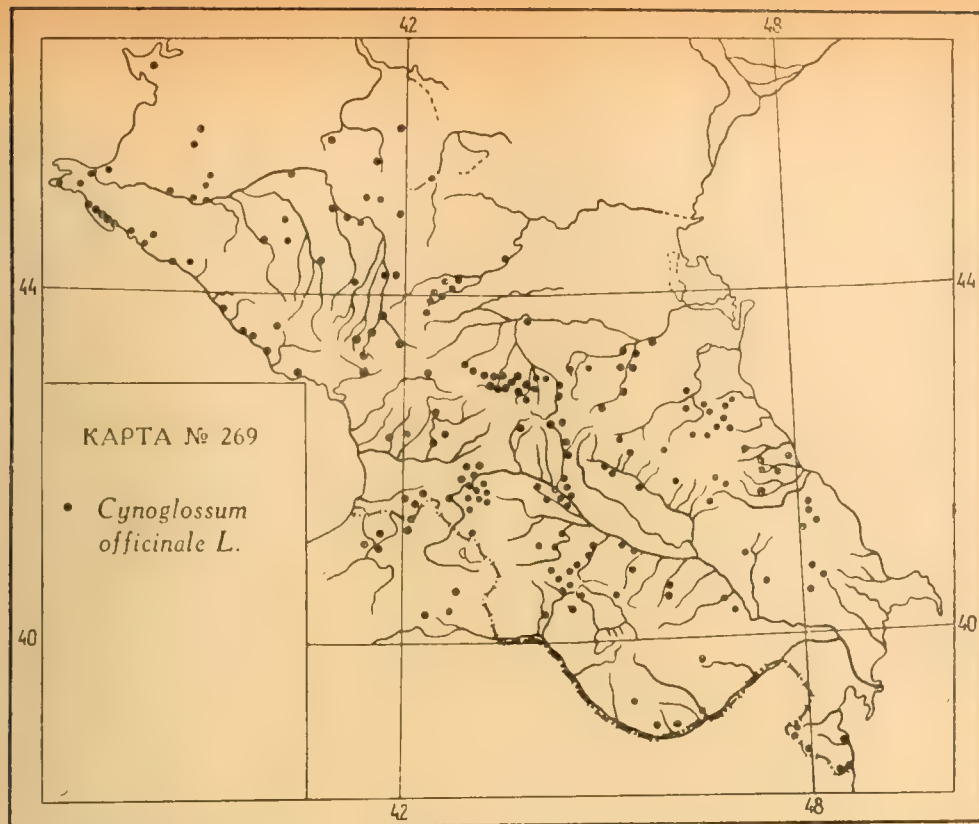 42 48
44 44
КАРТА № 269
• Cynoglossum
officinale L.
40 40
42 48